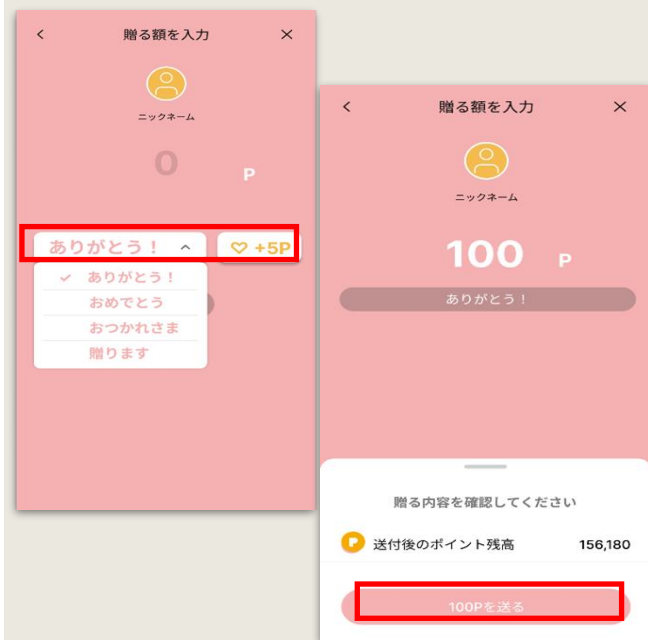 贈る額を入力
ニックネーム
0 P
ありがとう！ +5P
ありがとう！
おめでとう
おつかれさま
贈ります
贈る額を入力
ニックネーム
100 P
ありがとう！
贈る内容を確認してください
P 送付後のポイント残高 156,180
100Pを送る